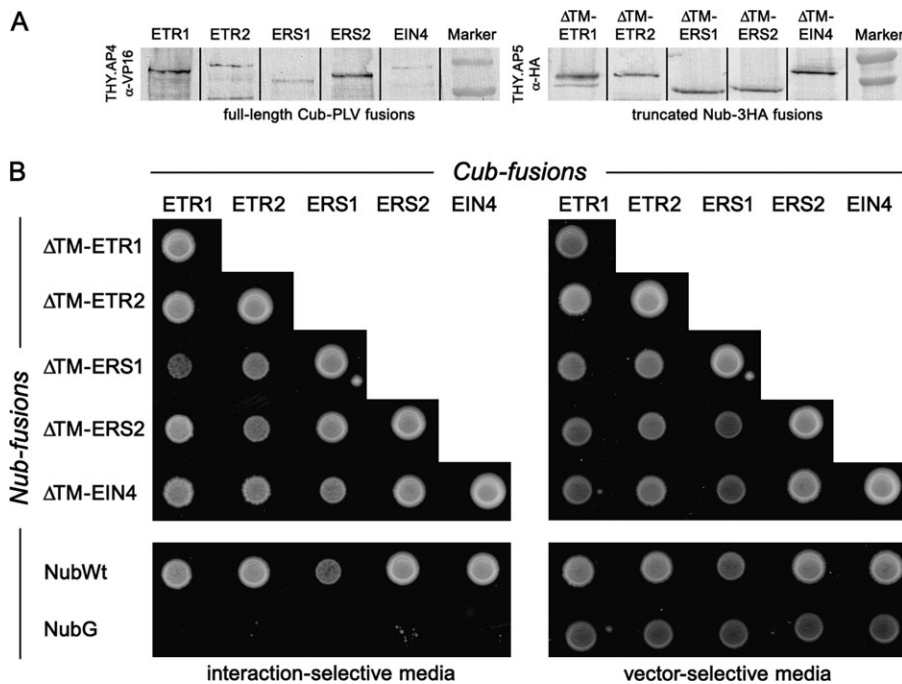 A
THY.AP4
α-VP16
ETR1 ETR2 ERS1 ERS2 EIN4 Marker
full-length Cub-PLV fusions
THY.AP5
α-HA
ΔTM-ETR1 ΔTM-ETR2 ΔTM-ERS1 ΔTM-ERS2 ΔTM-EIN4 Marker
truncated Nub-3HA fusions
B
Cub-fusions
ETR1 ETR2 ERS1 ERS2 EIN4
ETR1 ETR2 ERS1 ERS2 EIN4
Nub-fusions
ΔTM-ETR1
ΔTM-ETR2
ΔTM-ERS1
ΔTM-ERS2
ΔTM-EIN4
NubWt
NubG
interaction-selective media
vector-selective media